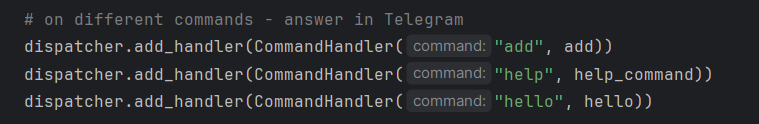 # on different commands - answer in Telegram
dispatcher.add_handler(CommandHandler( command: "add", add))
dispatcher.add_handler(CommandHandler( command: "help", help_command))
dispatcher.add_handler(CommandHandler( command: "hello", hello))